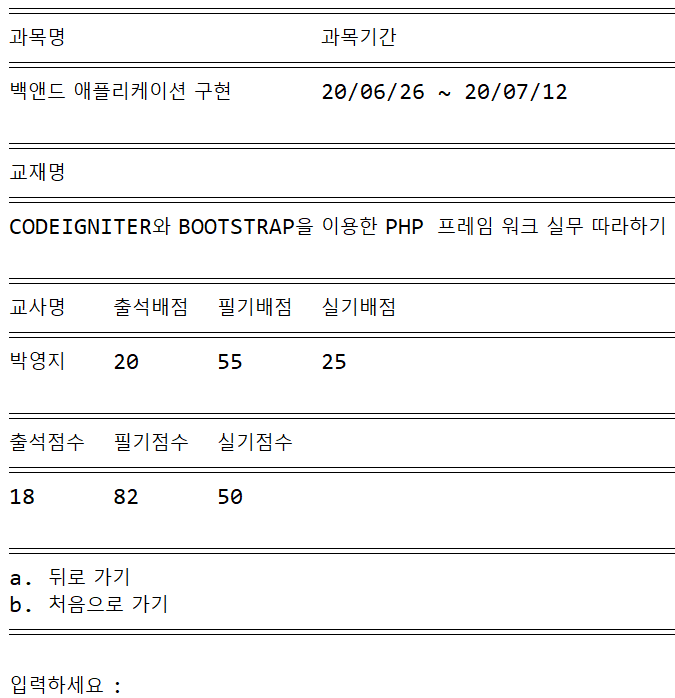 과목명 과목기간
백앤드 애플리케이션 구현 20/06/26 ~ 20/07/12
교재명
CODEIGNITER와 BOOTSTRAP을 이용한 PHP 프레임 워크 실무 따라하기
교사명 출석배점 필기배점 실기배점
박영지 20 55 25
출석점수 필기점수 실기점수
18 82 50
a. 뒤로 가기
b. 처음으로 가기
입력하세요 :